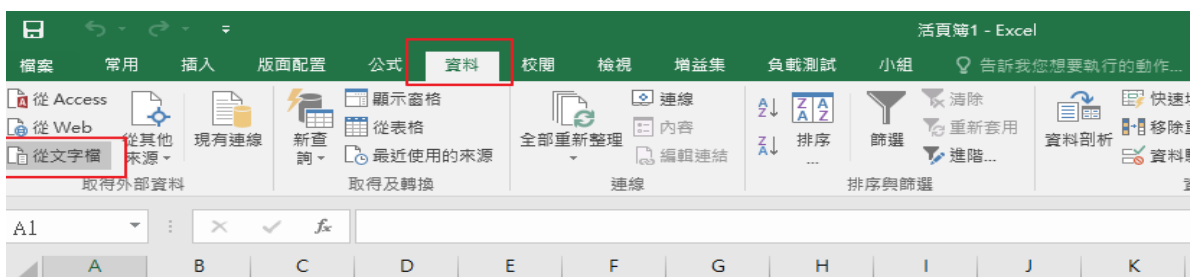 活頁簿1 - Excel
檔案 常用 插入 版面配置 公式 資料 校閱 檢視 增益集 負載測試 小組 告訴我您想要執行的動作...
從 Access
從 Web
從文字檔
從其他
來源
現有連線
取得外部資料
新查
詢
顯示窗格
從表格
最近使用的來源
取得及轉換
全部重新整理
連線
內容
編輯連結
連線
排序
...
篩選
清除
重新套用
進階...
排序與篩選
資料剖析
快速
移除
資料
A1 fx
A B C D E F G H I J K